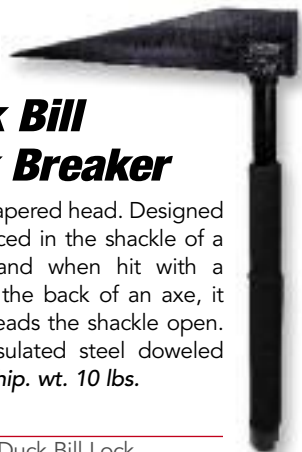 Bill
Breaker
apered head. Designed
ced in the shackle of a
and when hit with a
the back of an axe, it
eads the shackle open.
sulated steel doweled
hip. wt. 10 lbs.
Duck Bill Lock